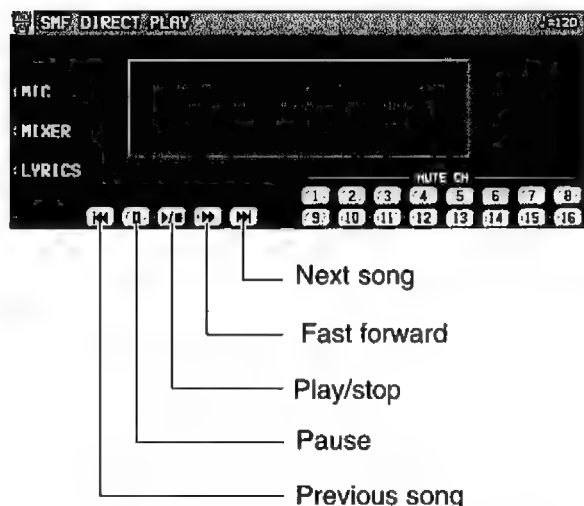 SMF DIRECT PLAY ♩=120
MIC
MIXER
LYRICS
MUTE CH
1 2 3 4 5 6 7 8
9 10 11 12 13 14 15 16
Next song
Fast forward
Play/stop
Pause
Previous song